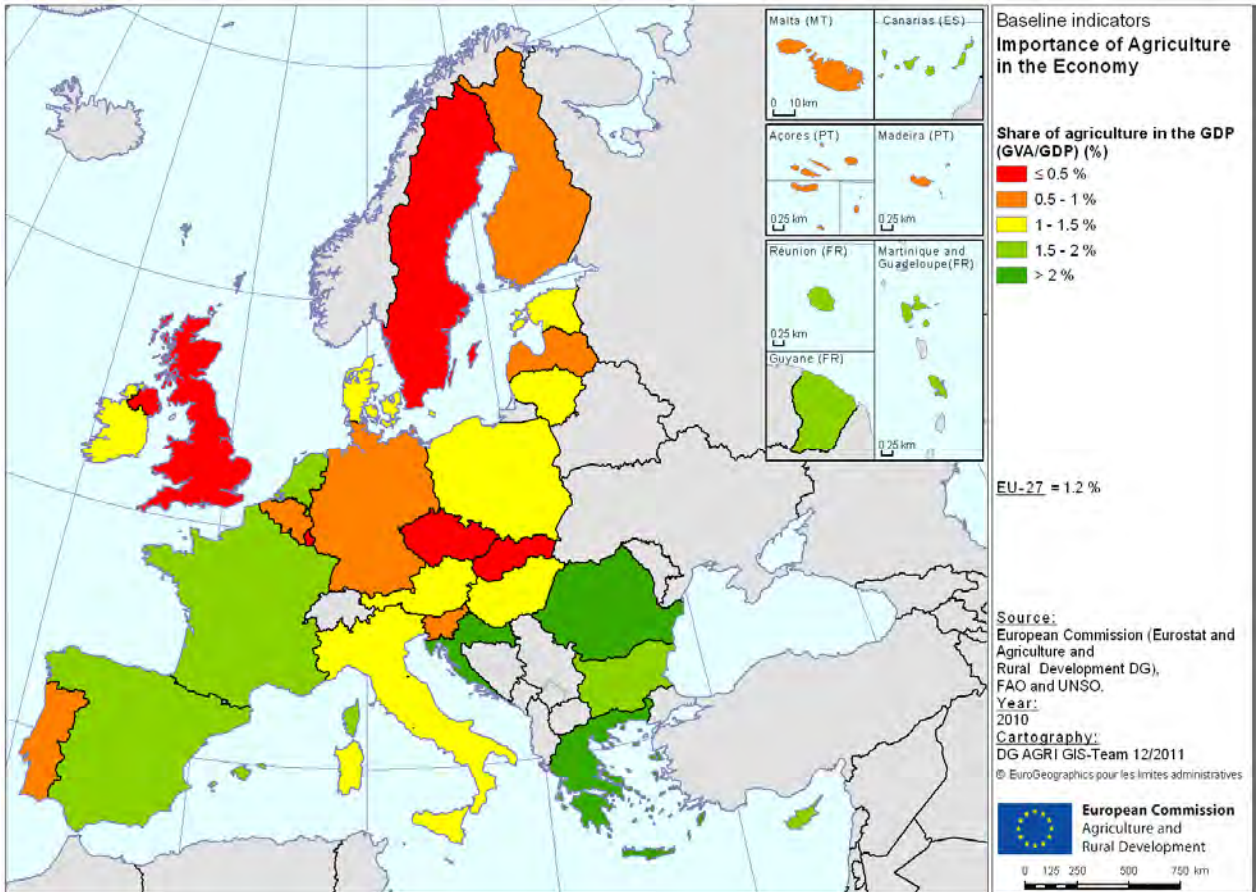 Malta (MT)
0 10 km
Canarias (ES)
Açores (PT)
0 25 km
Madeira (PT)
0 25 km
Réunion (FR)
0 25 km
Martinique and
Guadeloupe(FR)
0 25 km
Guyane (FR)
Baseline indicators
Importance of Agriculture
in the Economy
Share of agriculture in the GDP
(GVA/GDP) (%)
≤ 0.5 %
0.5 - 1 %
1 - 1.5 %
1.5 - 2 %
> 2 %
EU-27 = 1.2 %
Source:
European Commission (Eurostat and
Agriculture and
Rural Development DG),
FAO and UNSO.
Year:
2010
Cartography:
DG AGRI GIS-Team 12/2011
© EuroGeographics pour les limites administratives
European Commission
Agriculture and
Rural Development
0 125 250 500 750 km